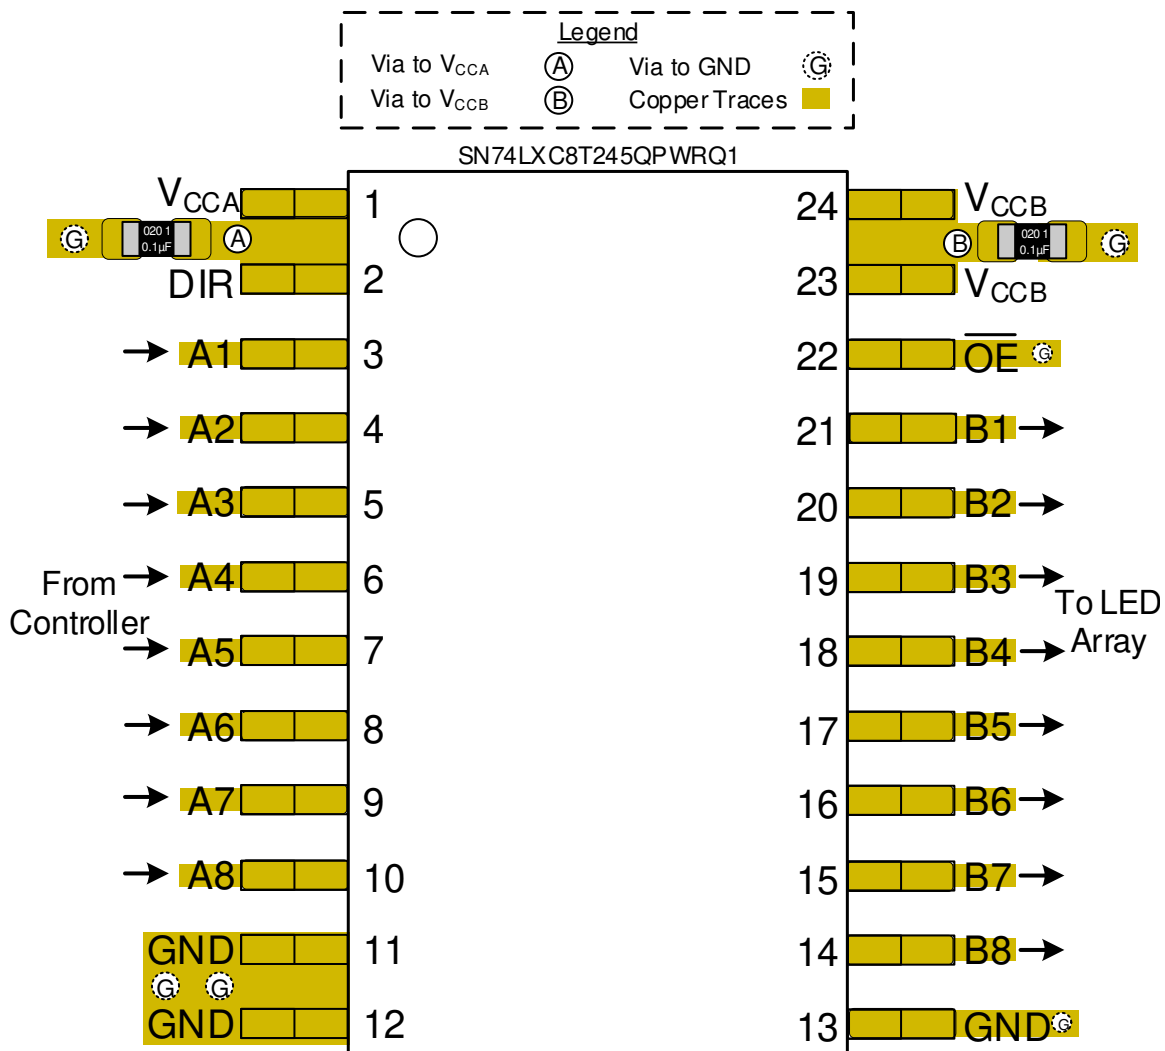 Legend
Via to VCCA A Via to GND G
Via to VCCB B Copper Traces
SN74LXC8T245QPWRQ1
VCCA 1 24 VCCB
G 0201 0.1µF A B 0201 0.1µF G
DIR 2 23 VCCB
A1 3 22 OE G
A2 4 21 B1
A3 5 20 B2
A4 6 19 B3
From Controller
To LED Array
A5 7 18 B4
A6 8 17 B5
A7 9 16 B6
A8 10 15 B7
GND 11 14 B8
G G
GND 12 13 GND G